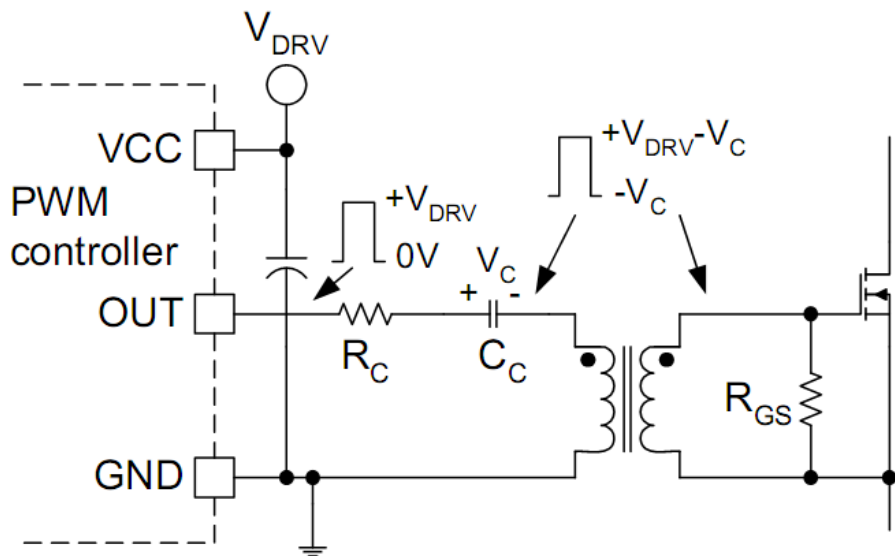 V_DRV
VCC
PWM
controller
+V_DRV
0V
+V_DRV-V_C
-V_C
V_C
+ -
OUT
R_C
C_C
R_GS
GND